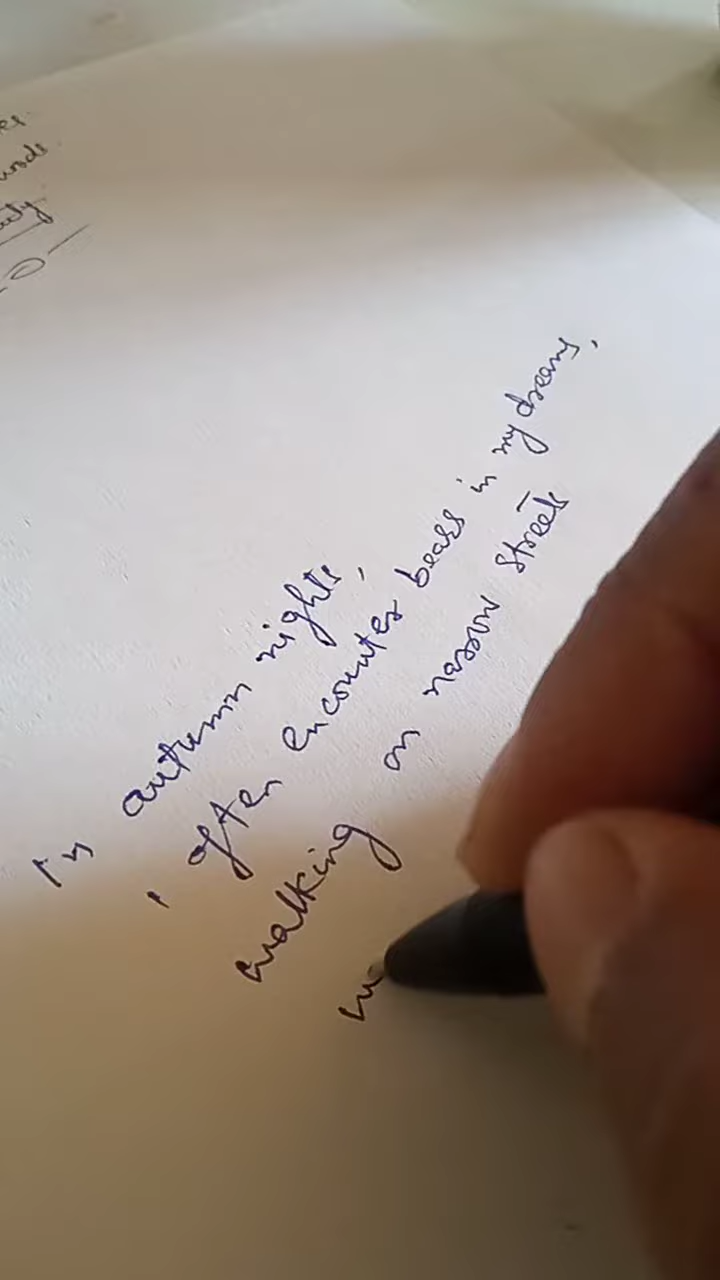 In autumn nights,
I often encounter bears in my dreams,
walking on narrow streets